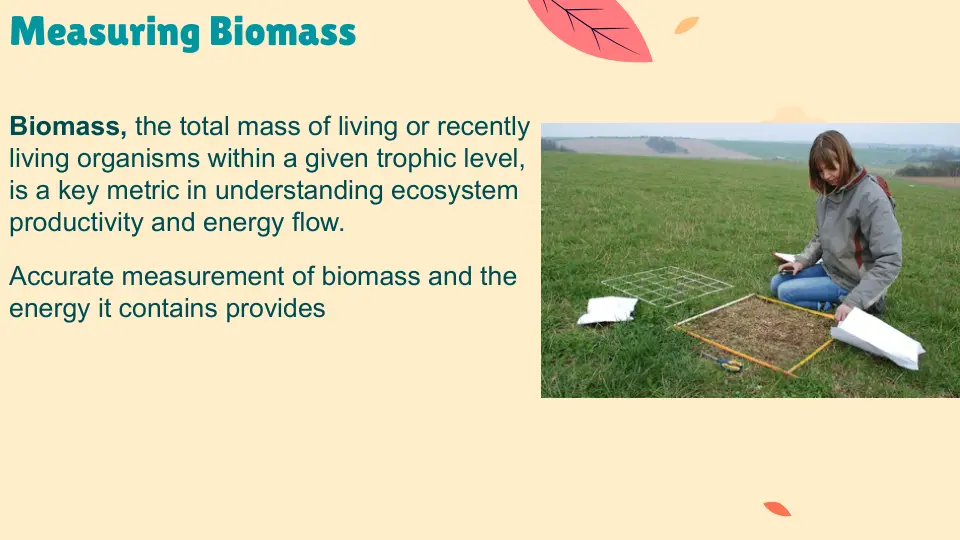 Measuring Biomass
Biomass, the total mass of living or recently
living organisms within a given trophic level,
is a key metric in understanding ecosystem
productivity and energy flow.
Accurate measurement of biomass and the
energy it contains provides